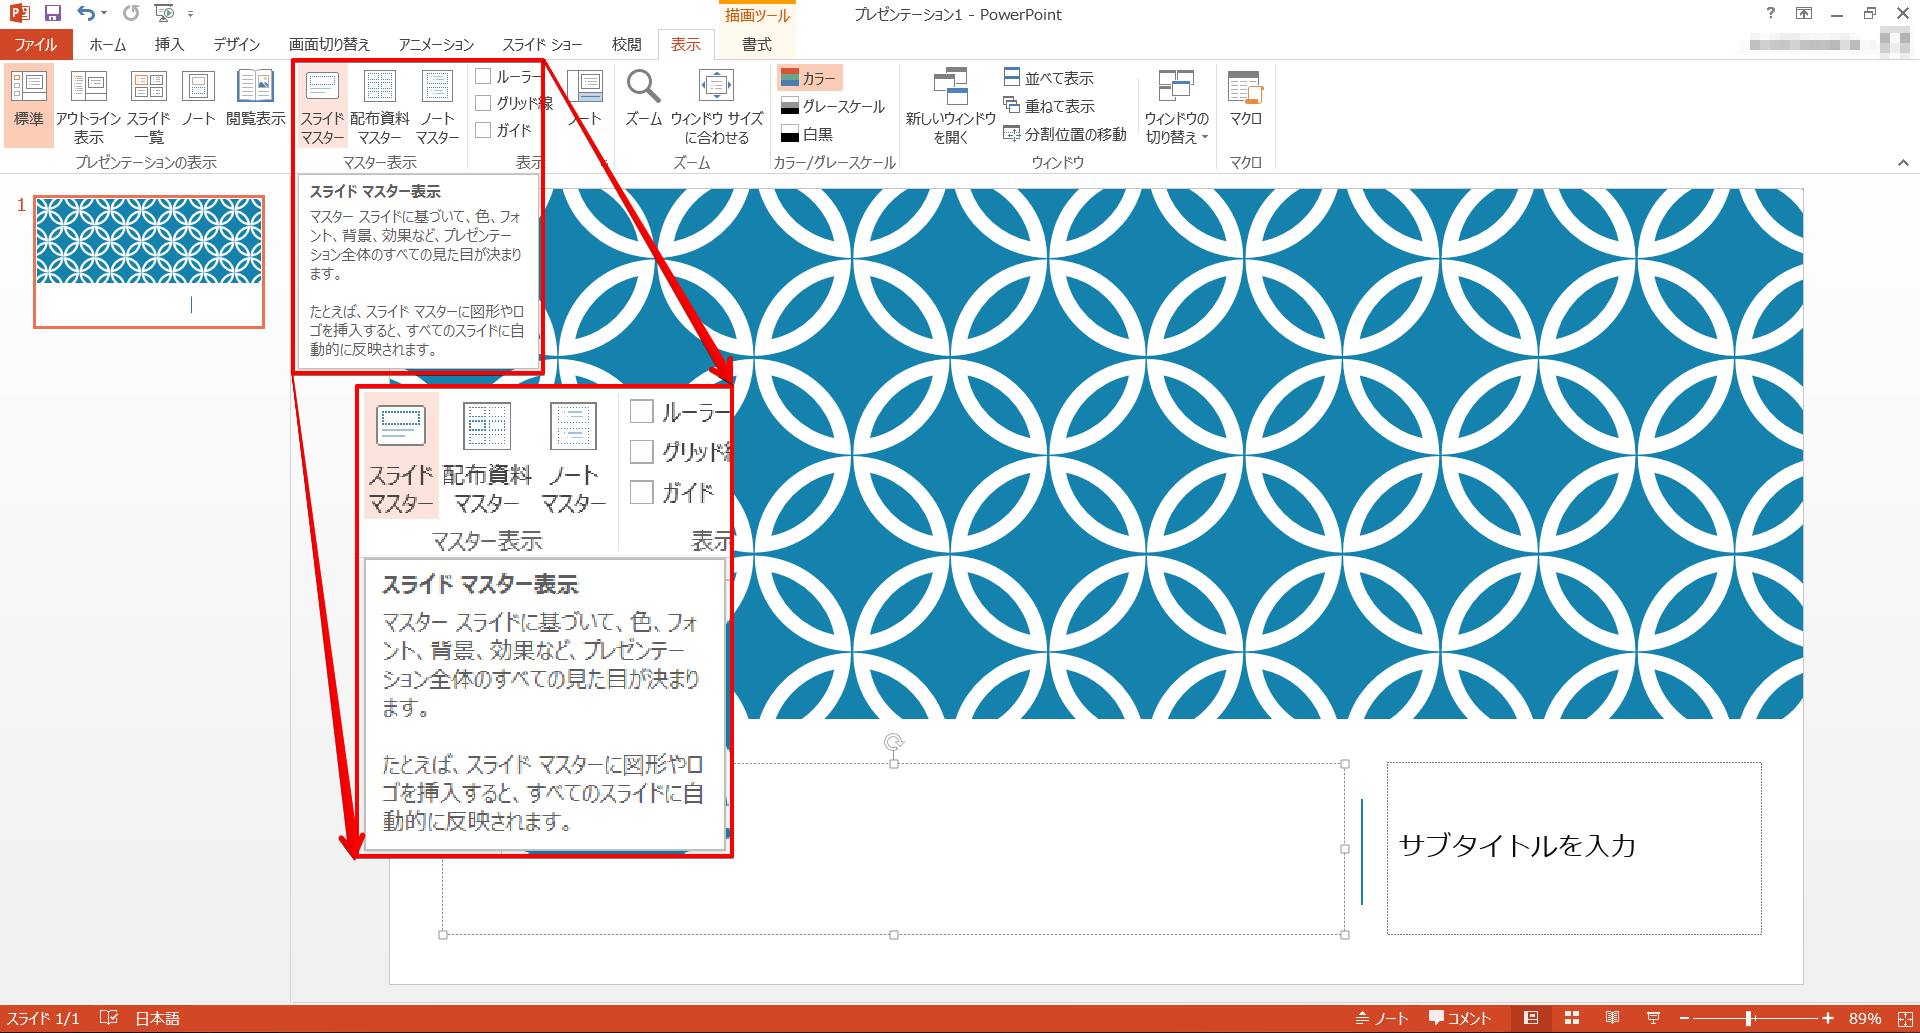 プレゼンテーション1 - PowerPoint
描画ツール
?
ファイル
ホーム
挿入
デザイン
画面切り替え
アニメーション
スライド ショー
校閲
表示
書式
標準
アウトライン
表示
スライド
一覧
ノート
閲覧表示
プレゼンテーションの表示
スライド
マスター
配布資料
マスター
ノート
マスター
マスター表示
ルーラー
グリッド線
ガイド
表示
ノート
ズーム
ウィンドウ サイズ
に合わせる
ズーム
カラー
グレースケール
白黒
カラー/グレースケール
新しいウィンドウ
を開く
並べて表示
重ねて表示
分割位置の移動
ウィンドウ
ウィンドウの
切り替え
マクロ
マクロ
1
スライド マスター表示
マスター スライドに基づいて、色、フォ
ント、背景、効果など、プレゼンテー
ション全体のすべての見た目が決まり
ます。
たとえば、スライド マスターに図形やロ
ゴを挿入すると、すべてのスライドに自
動的に反映されます。
スライド
マスター
配布資料
マスター
ノート
マスター
マスター表示
ルーラー
グリッド線
ガイド
表示
スライド マスター表示
マスター スライドに基づいて、色、フォ
ント、背景、効果など、プレゼンテー
ション全体のすべての見た目が決まり
ます。
たとえば、スライド マスターに図形やロ
ゴを挿入すると、すべてのスライドに自
動的に反映されます。
サブタイトルを入力
スライド 1/1
日本語
ノート
コメント
89%